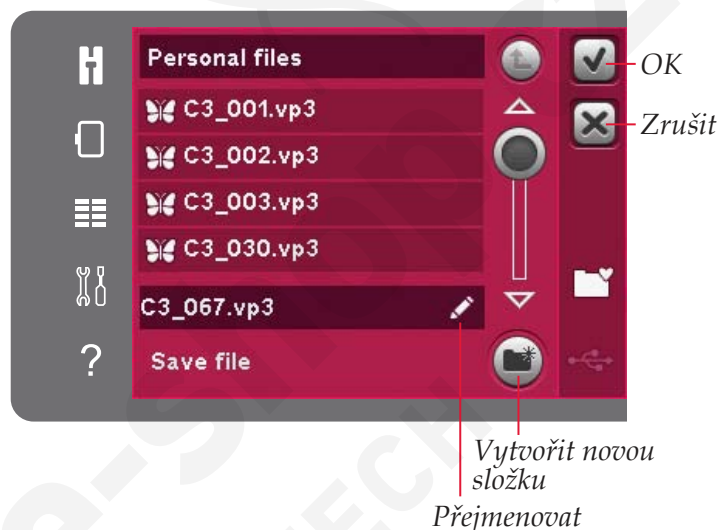 Personal files
OK
C3_001.vp3
Zrušit
C3_002.vp3
C3_003.vp3
C3_030.vp3
C3_067.vp3
?
Save file
Vytvořit novou
složku
Přejmenovat